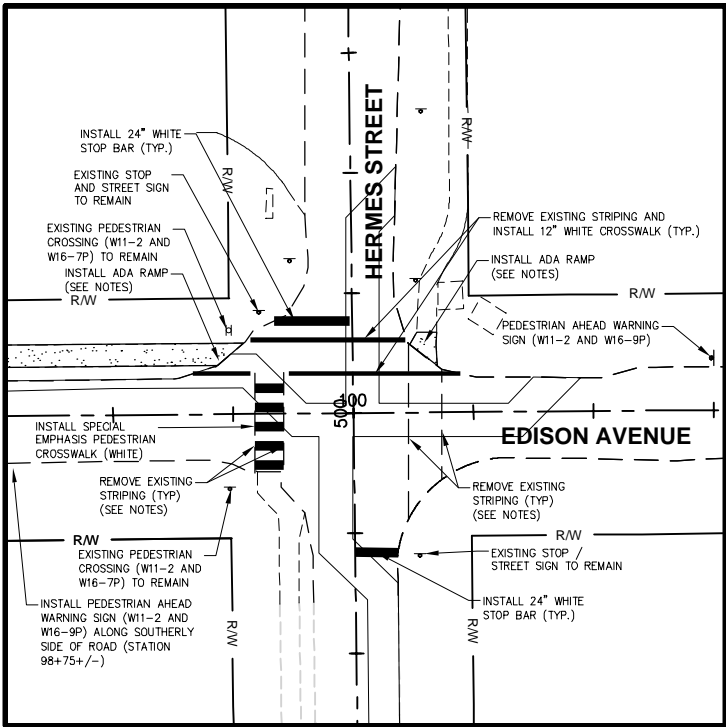 HERMES STREET
R/W
INSTALL 24" WHITE
STOP BAR (TYP.)
R/W
EXISTING STOP
AND STREET SIGN
TO REMAIN
EXISTING PEDESTRIAN
CROSSING (W11-2 AND
W16-7P) TO REMAIN
INSTALL ADA RAMP
(SEE NOTES)
R/W
REMOVE EXISTING STRIPING AND
INSTALL 12" WHITE CROSSWALK (TYP.)
INSTALL ADA RAMP
(SEE NOTES)
R/W
PEDESTRIAN AHEAD WARNING
SIGN (W11-2 AND W16-9P)
500
100
EDISON AVENUE
INSTALL SPECIAL
EMPHASIS PEDESTRIAN
CROSSWALK (WHITE)
REMOVE EXISTING
STRIPING (TYP)
(SEE NOTES)
REMOVE EXISTING
STRIPING (TYP)
(SEE NOTES)
R/W
R/W
EXISTING PEDESTRIAN
CROSSING (W11-2 AND
W16-7P) TO REMAIN
EXISTING STOP /
STREET SIGN TO REMAIN
INSTALL PEDESTRIAN AHEAD
WARNING SIGN (W11-2 AND
W16-9P) ALONG SOUTHERLY
SIDE OF ROAD (STATION
98+75+/-)
INSTALL 24" WHITE
STOP BAR (TYP.)
R/W
R/W